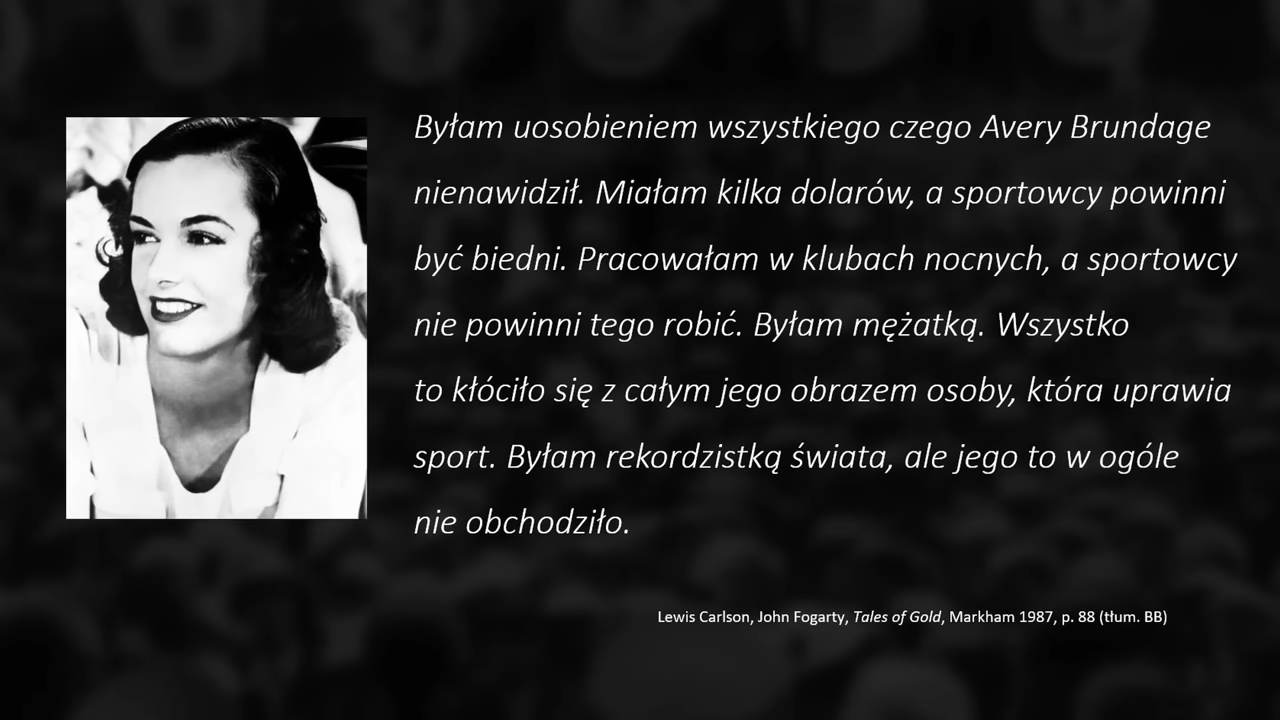 Byłam uosobieniem wszystkiego czego Avery Brundage
nienawidził. Miałam kilka dolarów, a sportowcy powinni
być biedni. Pracowałam w klubach nocnych, a sportowcy
nie powinni tego robić. Byłam mężatką. Wszystko
to kłóciło się z całym jego obrazem osoby, która uprawia
sport. Byłam rekordzistką świata, ale jego to w ogóle
nie obchodziło.
Lewis Carlson, John Fogarty, Tales of Gold, Markham 1987, p. 88 (tłum. BB)